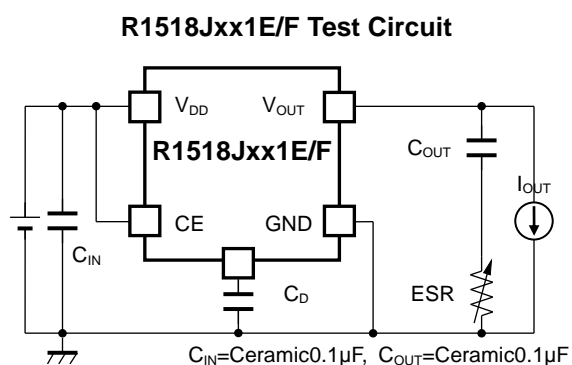 R1518Jxx1E/F Test Circuit
VDD
VOUT
R1518Jxx1E/F
COUT
IOUT
CE
GND
CIN
CD
ESR
CIN=Ceramic0.1μF, COUT=Ceramic0.1μF